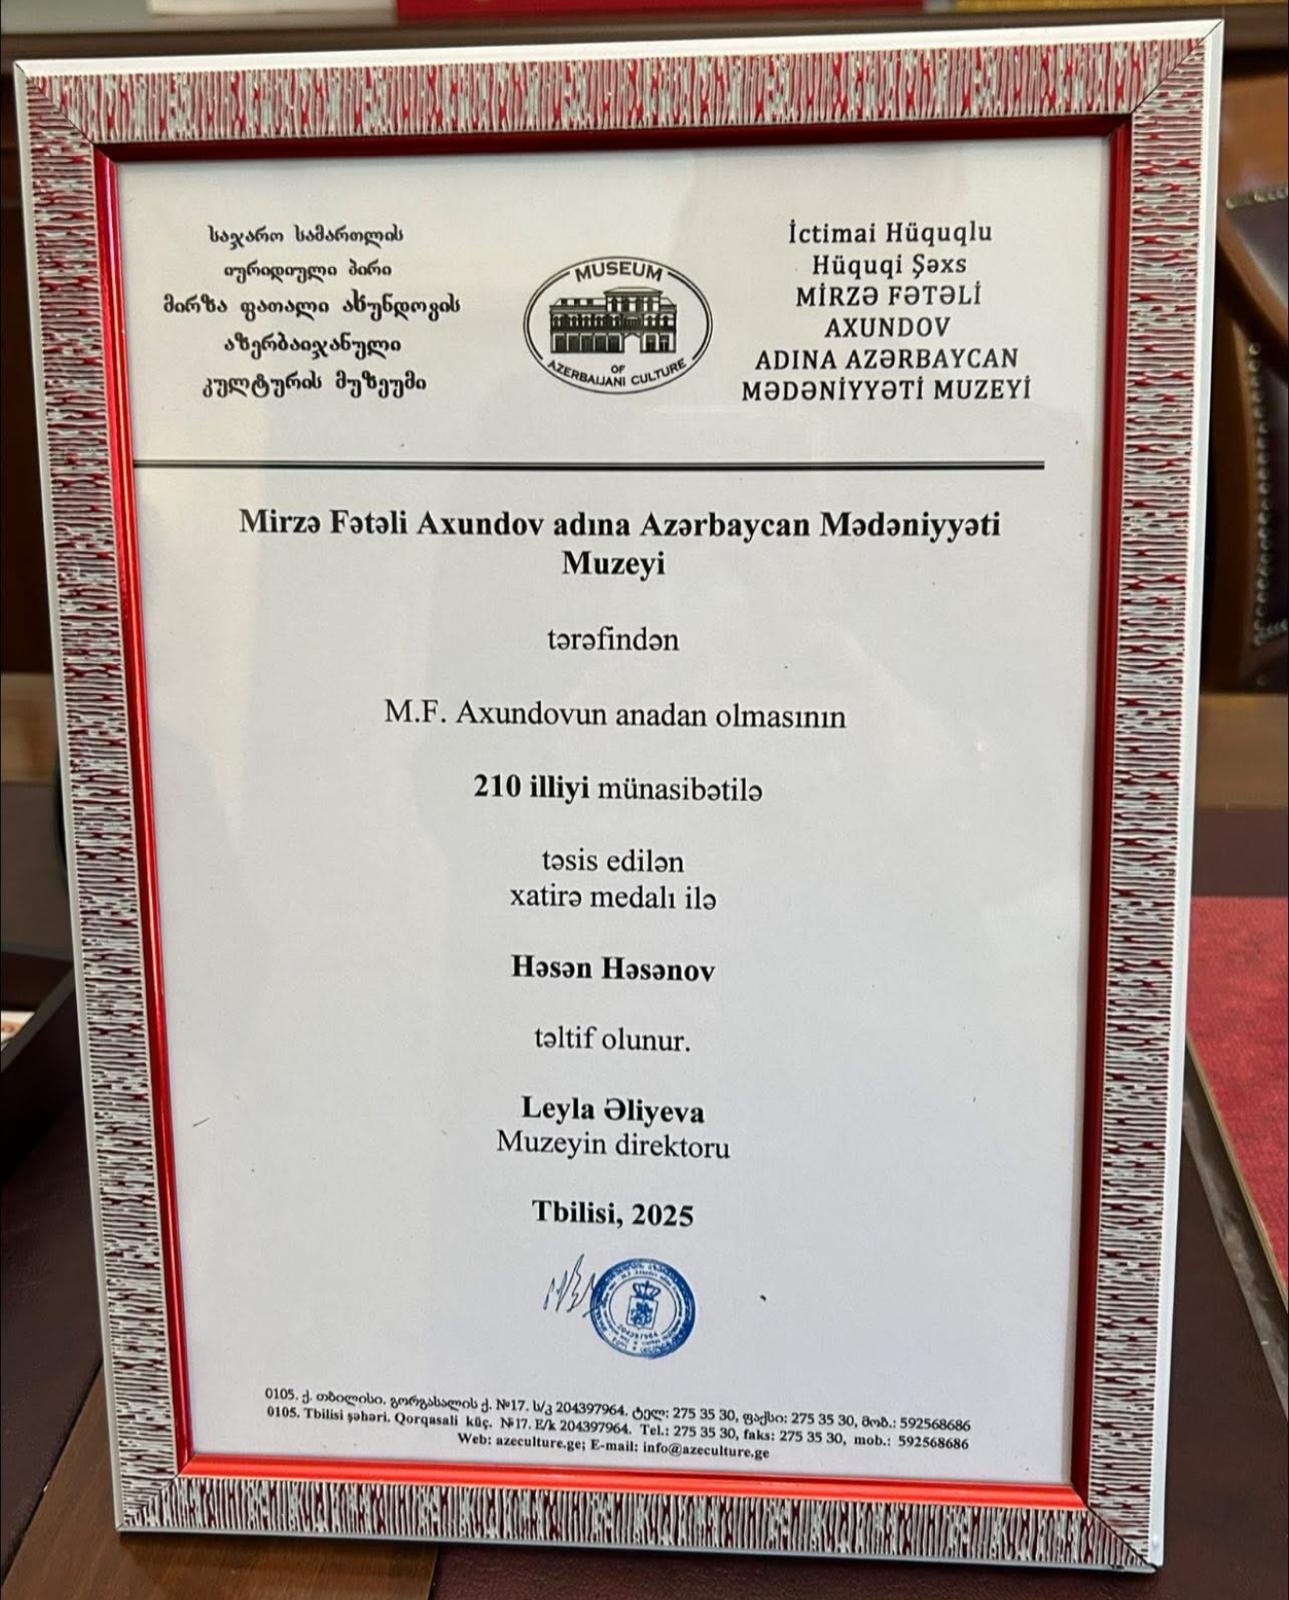 საჯარო სამართლის
იურიდიული პირი
მირზა ფათალი ახუნდოვის
აზერბაიჯანული
კულტურის მუზეუმი
MUSEUM
OF
AZERBAIJANI CULTURE
İctimai Hüquqlu
Hüquqi Şəxs
MİRZƏ FƏTƏLİ
AXUNDOV
ADINA AZƏRBAYCAN
MƏDƏNİYYƏTİ MUZEYİ
Mirzə Fətəli Axundov adına Azərbaycan Mədəniyyəti
Muzeyi
tərəfindən
M.F. Axundovun anadan olmasının
210 illiyi münasibətilə
təsis edilən
xatirə medalı ilə
Həsən Həsənov
təltif olunur.
Leyla Əliyeva
Muzeyin direktoru
Tbilisi, 2025
204397964
0105. ქ. თბილისი. გორგასალის ქ. №17. ს/კ 204397964. ტელ: 275 35 30, ფაქსი: 275 35 30, მობ.: 592568686
0105. Tbilisi şəhəri. Qorqasali küç. №17. E/k 204397964. Tel.: 275 35 30, faks: 275 35 30, mob.: 592568686
Web: azeculture.ge; E-mail: info@azeculture.ge